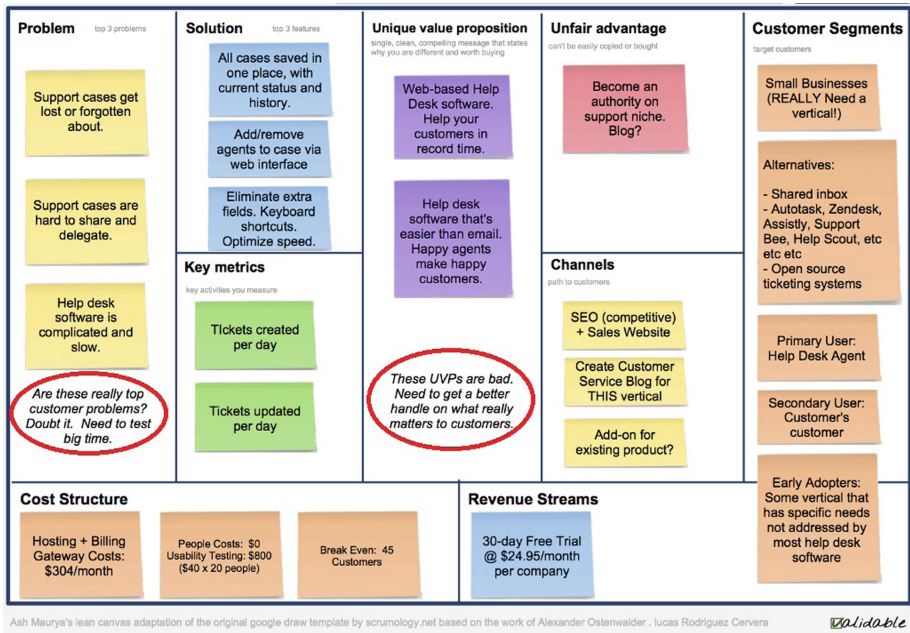 Problem
top 3 problems
Support cases get
lost or forgotten
about.
Support cases are
hard to share and
delegate.
Help desk
software is
complicated and
slow.
Are these really top
customer problems?
Doubt it. Need to test
big time.
Solution
top 3 features
All cases saved in
one place, with
current status and
history.
Add/remove
agents to case via
web interface
Eliminate extra
fields. Keyboard
shortcuts.
Optimize speed.
Key metrics
key activities you measure
TIckets created
per day
Tickets updated
per day
Unique value proposition
single, clean, compelling message that states
why you are different and worth buying
Web-based Help
Desk software.
Help your
customers in
record time.
Help desk
software that's
easier than email.
Happy agents
make happy
customers.
These UVPs are bad.
Need to get a better
handle on what really
matters to customers.
Unfair advantage
can't be easily copied or bought
Become an
authority on
support niche.
Blog?
Channels
path to customers
SEO (competitive)
+ Sales Website
Create Customer
Service Blog for
THIS vertical
Add-on for
existing product?
Customer Segments
target customers
Small Businesses
(REALLY Need a
vertical!)
Alternatives:
- Shared inbox
- Autotask, Zendesk,
Assistly, Support
Bee, Help Scout, etc
etc etc
- Open source
ticketing systems
Primary User:
Help Desk Agent
Secondary User:
Customer's
customer
Early Adopters:
Some vertical that
has specific needs
not addressed by
most help desk
software
Cost Structure
Hosting + Billing
Gateway Costs:
$304/month
People Costs: $0
Usability Testing: $800
($40 x 20 people)
Break Even: 45
Customers
Revenue Streams
30-day Free Trial
@ $24.95/month
per company
Ash Maurya's lean canvas adaptation of the original google draw template by scrumology.net based on the work of Alexander Ostenwalder . lucas Rodriguez Cervera
Validable